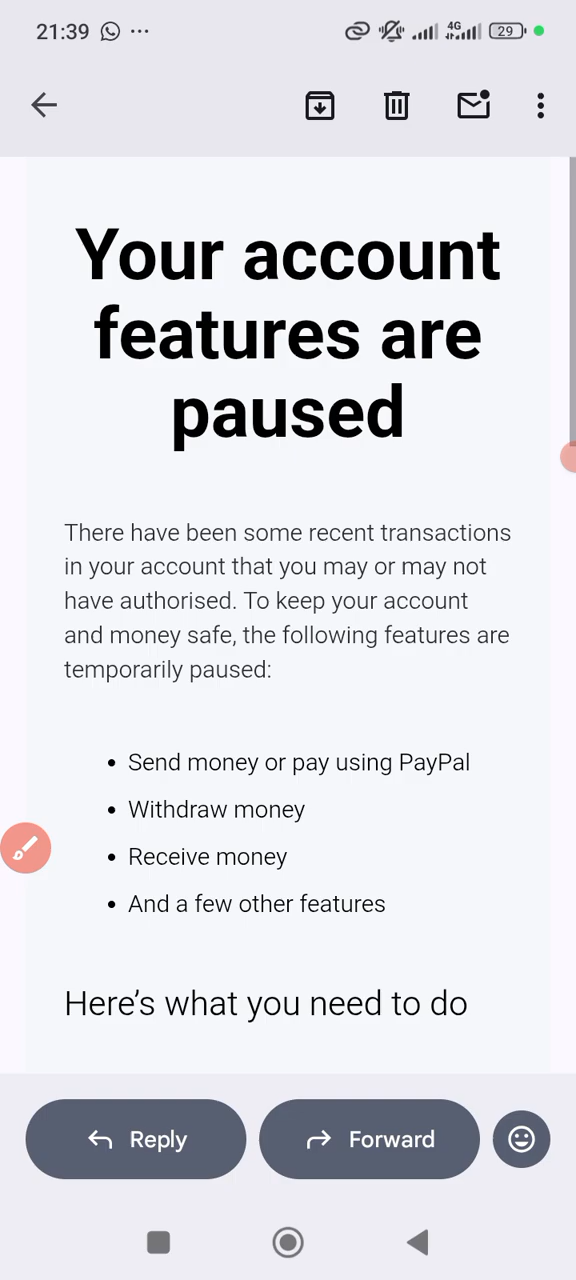 21:39
4G
29
Your account
features are
paused
There have been some recent transactions
in your account that you may or may not
have authorised. To keep your account
and money safe, the following features are
temporarily paused:
• Send money or pay using PayPal
• Withdraw money
• Receive money
• And a few other features
Here’s what you need to do
Reply
Forward